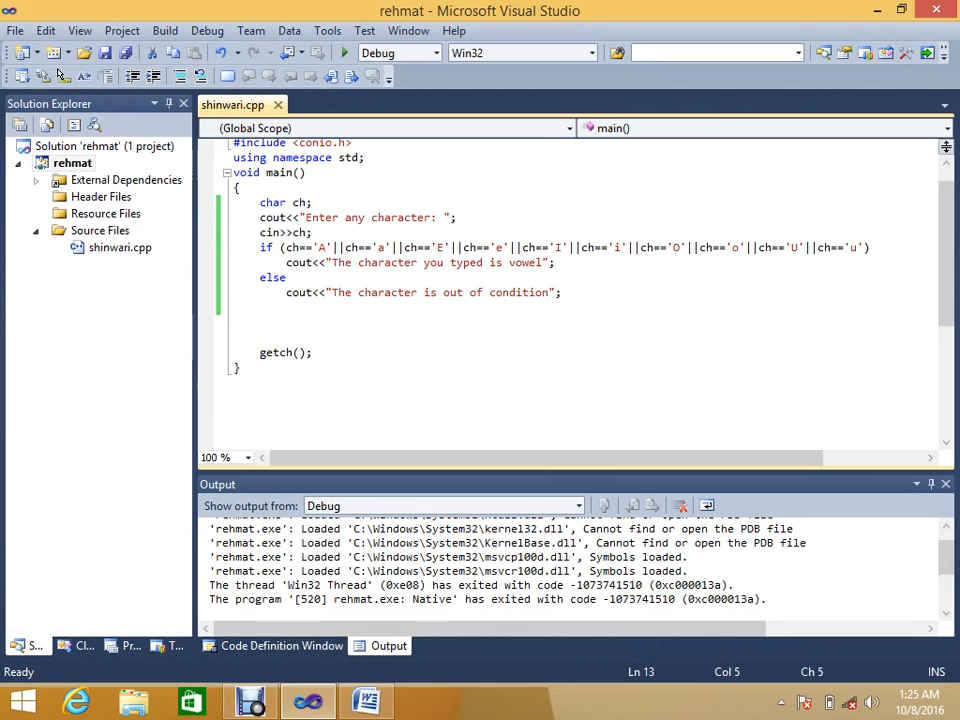 rehmat - Microsoft Visual Studio
File Edit View Project Build Debug Team Data Tools Test Window Help
Debug Win32
Solution Explorer
shinwari.cpp
(Global Scope) main()
Solution 'rehmat' (1 project)
rehmat
External Dependencies
Header Files
Resource Files
Source Files
shinwari.cpp
#include <conio.h>
using namespace std;
void main()
{
char ch;
cout<<"Enter any character: ";
cin>>ch;
if (ch=='A'||ch=='a'||ch=='E'||ch=='e'||ch=='I'||ch=='i'||ch=='O'||ch=='o'||ch=='U'||ch=='u')
cout<<"The character you typed is vowel";
else
cout<<"The character is out of condition";
getch();
}
100 %
Output
Show output from: Debug
'rehmat.exe': Loaded 'C:\Windows\System32\kernel32.dll', Cannot find or open the PDB file
'rehmat.exe': Loaded 'C:\Windows\System32\KernelBase.dll', Cannot find or open the PDB file
'rehmat.exe': Loaded 'C:\Windows\System32\msvcp100d.dll', Symbols loaded.
'rehmat.exe': Loaded 'C:\Windows\System32\msvcr100d.dll', Symbols loaded.
The thread 'Win32 Thread' (0xe08) has exited with code -1073741510 (0xc000013a).
The program '[520] rehmat.exe: Native' has exited with code -1073741510 (0xc000013a).
S... Cl... Pr... T... Code Definition Window Output
Ready Ln 13 Col 5 Ch 5 INS
1:25 AM
10/8/2016